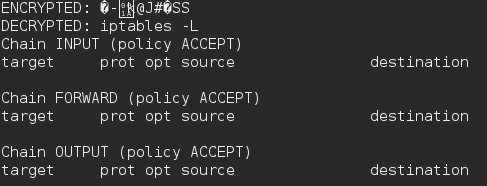 ENCRYPTED: �-k@J#�SS
DECRYPTED: iptables -L
Chain INPUT (policy ACCEPT)
target prot opt source destination
Chain FORWARD (policy ACCEPT)
target prot opt source destination
Chain OUTPUT (policy ACCEPT)
target prot opt source destination